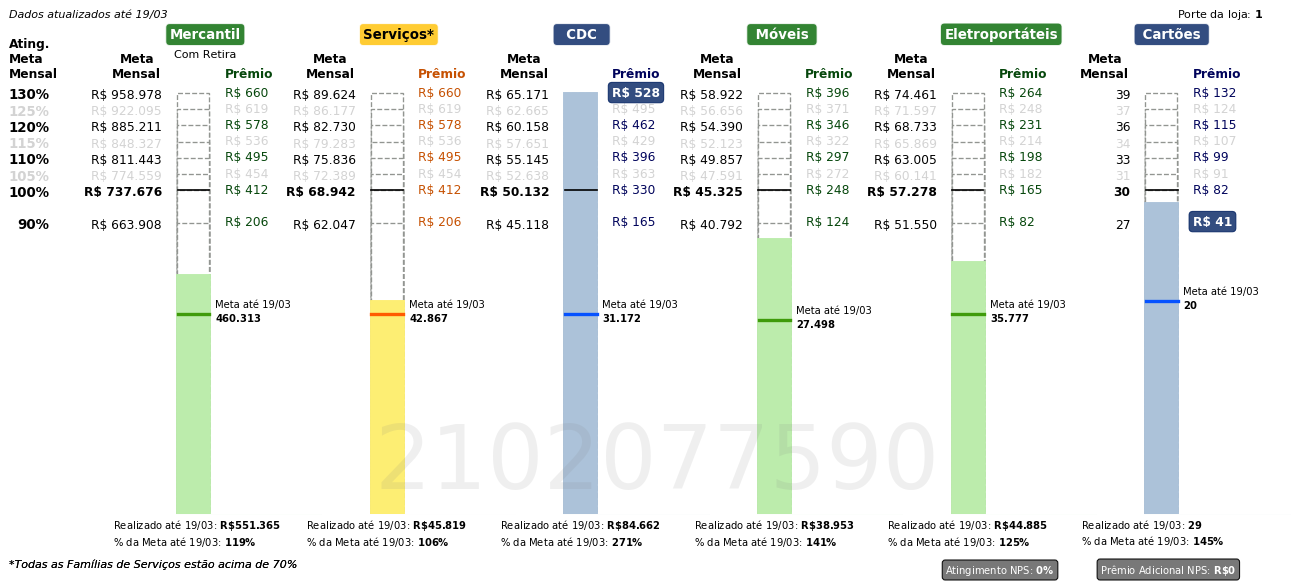 Dados atualizados até 19/03
Porte da loja: 1
Mercantil Serviços* CDC Móveis Eletroportáteis Cartões
Com Retira
Ating. Meta Mensal
Meta Mensal Prêmio Meta Mensal Prêmio Meta Mensal Prêmio Meta Mensal Prêmio Meta Mensal Prêmio Meta Mensal Prêmio
130% R$ 958.978 R$ 660 R$ 89.624 R$ 660 R$ 65.171 R$ 528 R$ 58.922 R$ 396 R$ 74.461 R$ 264 39 R$ 132
125% R$ 922.095 R$ 619 R$ 86.177 R$ 619 R$ 62.665 R$ 495 R$ 56.656 R$ 371 R$ 71.597 R$ 248 37 R$ 124
120% R$ 885.211 R$ 578 R$ 82.730 R$ 578 R$ 60.158 R$ 462 R$ 54.390 R$ 346 R$ 68.733 R$ 231 36 R$ 115
115% R$ 848.327 R$ 536 R$ 79.283 R$ 536 R$ 57.651 R$ 429 R$ 52.123 R$ 322 R$ 65.869 R$ 214 34 R$ 107
110% R$ 811.443 R$ 495 R$ 75.836 R$ 495 R$ 55.145 R$ 396 R$ 49.857 R$ 297 R$ 63.005 R$ 198 33 R$ 99
105% R$ 774.559 R$ 454 R$ 72.389 R$ 454 R$ 52.638 R$ 363 R$ 47.591 R$ 272 R$ 60.141 R$ 182 31 R$ 91
100% R$ 737.676 R$ 412 R$ 68.942 R$ 412 R$ 50.132 R$ 330 R$ 45.325 R$ 248 R$ 57.278 R$ 165 30 R$ 82
90% R$ 663.908 R$ 206 R$ 62.047 R$ 206 R$ 45.118 R$ 165 R$ 40.792 R$ 124 R$ 51.550 R$ 82 27 R$ 41
Meta até 19/03 Meta até 19/03 Meta até 19/03 Meta até 19/03 Meta até 19/03 Meta até 19/03
460.313 42.867 31.172 27.498 35.777 20
2102077590
Realizado até 19/03: R$551.365 Realizado até 19/03: R$45.819 Realizado até 19/03: R$84.662 Realizado até 19/03: R$38.953 Realizado até 19/03: R$44.885 Realizado até 19/03: 29
% da Meta até 19/03: 119% % da Meta até 19/03: 106% % da Meta até 19/03: 271% % da Meta até 19/03: 141% % da Meta até 19/03: 125% % da Meta até 19/03: 145%
*Todas as Famílias de Serviços estão acima de 70%
Atingimento NPS: 0% Prêmio Adicional NPS: R$0